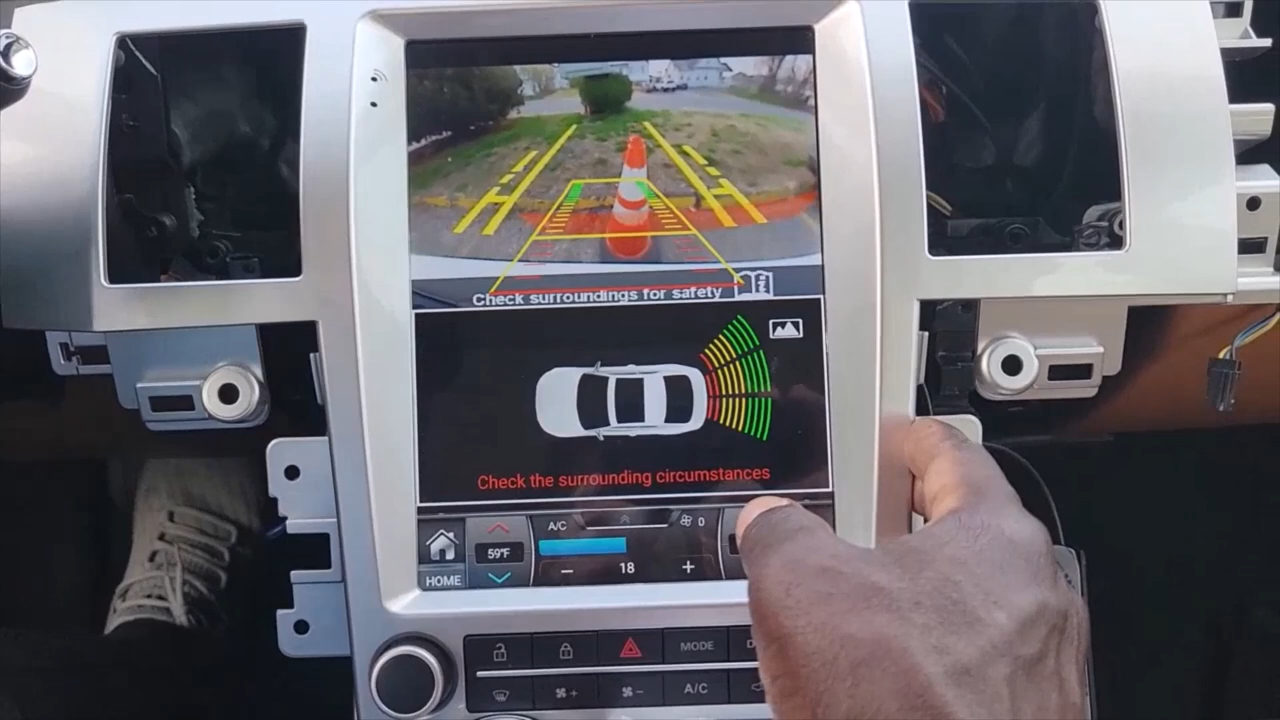 Check surroundings for safety
Check the surrounding circumstances
A/C
0
59°F
18
HOME
MODE
A/C